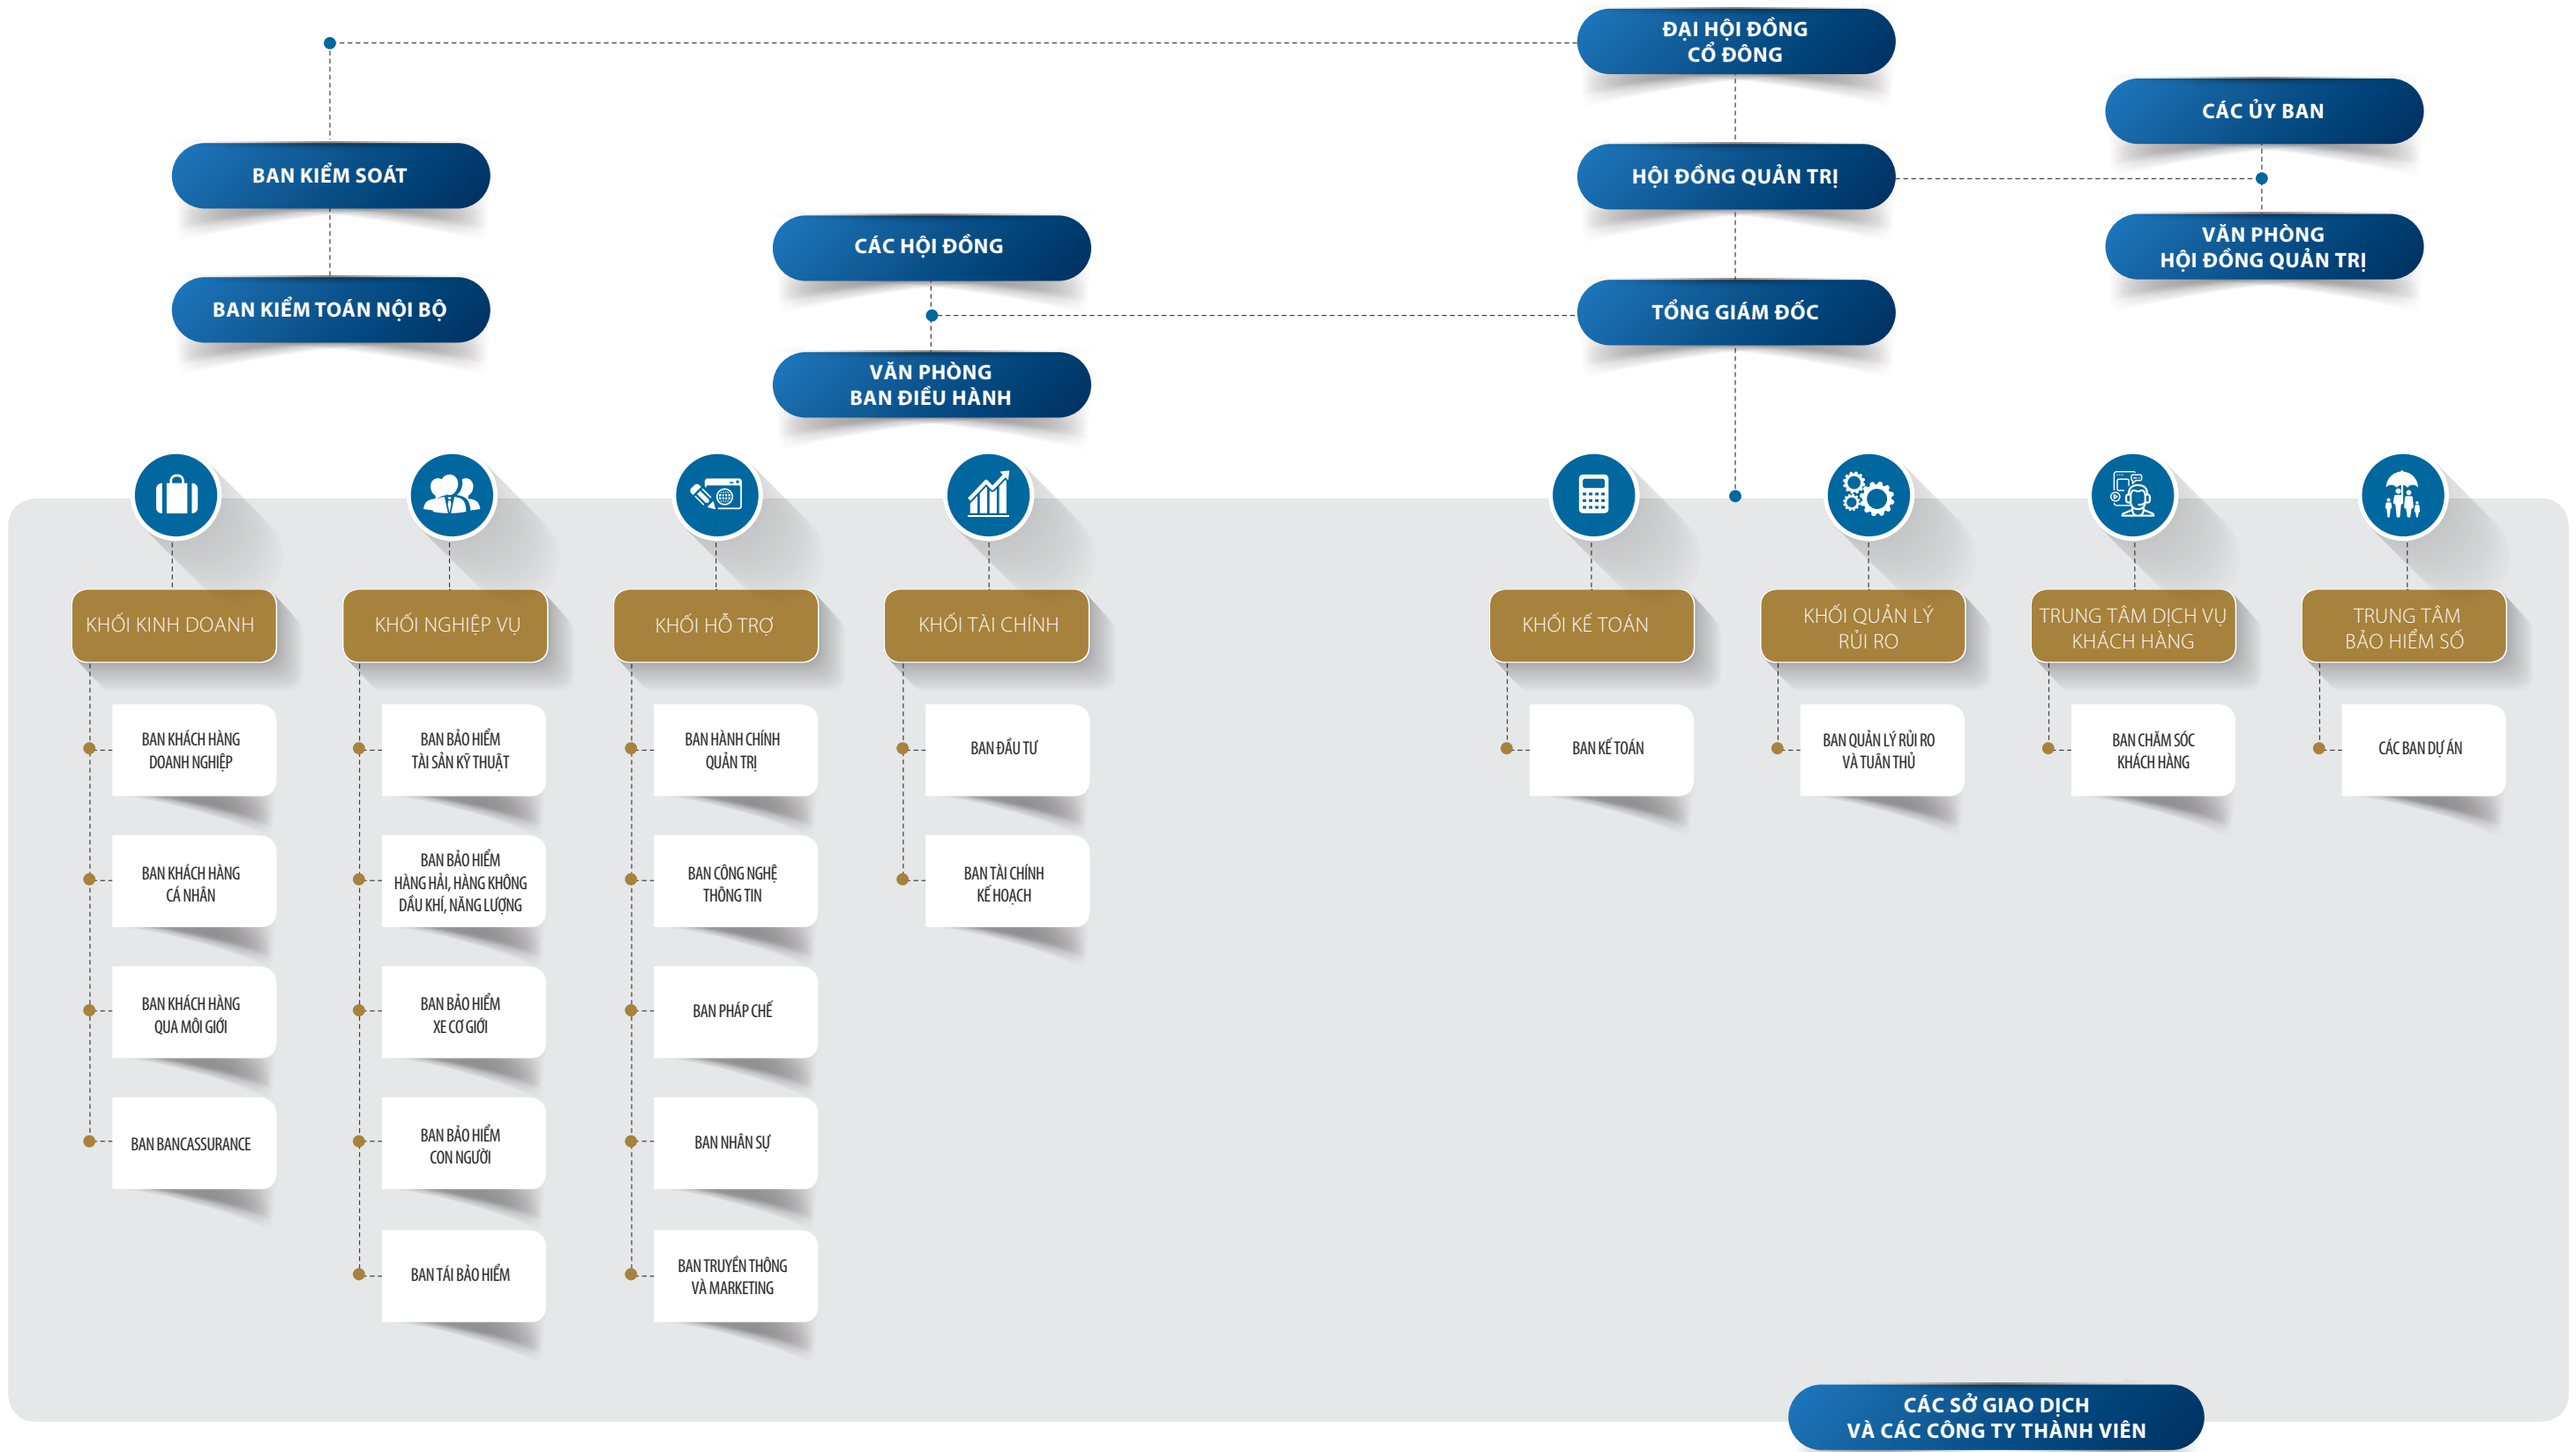 ĐẠI HỘI ĐỒNG
CỔ ĐÔNG
CÁC ỦY BAN
BAN KIỂM SOÁT
HỘI ĐỒNG QUẢN TRỊ
CÁC HỘI ĐỒNG
VĂN PHÒNG
HỘI ĐỒNG QUẢN TRỊ
BAN KIỂM TOÁN NỘI BỘ
TỔNG GIÁM ĐỐC
VĂN PHÒNG
BAN ĐIỀU HÀNH
KHỐI KINH DOANH
BAN KHÁCH HÀNG
DOANH NGHIỆP
BAN KHÁCH HÀNG
CÁ NHÂN
BAN KHÁCH HÀNG
QUA MÔI GIỚI
BAN BANCASSURANCE
KHỐI NGHIỆP VỤ
BAN BẢO HIỂM
TÀI SẢN KỸ THUẬT
BAN BẢO HIỂM
HÀNG HẢI, HÀNG KHÔNG
DẦU KHÍ, NĂNG LƯỢNG
BAN BẢO HIỂM
XE CƠ GIỚI
BAN BẢO HIỂM
CON NGƯỜI
BAN TÁI BẢO HIỂM
KHỐI HỖ TRỢ
BAN HÀNH CHÍNH
QUẢN TRỊ
BAN CÔNG NGHỆ
THÔNG TIN
BAN PHÁP CHẾ
BAN NHÂN SỰ
BAN TRUYỀN THÔNG
VÀ MARKETING
KHỐI TÀI CHÍNH
BAN ĐẦU TƯ
BAN TÀI CHÍNH
KẾ HOẠCH
KHỐI KẾ TOÁN
BAN KẾ TOÁN
KHỐI QUẢN LÝ
RỦI RO
BAN QUẢN LÝ RỦI RO
VÀ TUÂN THỦ
TRUNG TÂM DỊCH VỤ
KHÁCH HÀNG
BAN CHĂM SÓC
KHÁCH HÀNG
TRUNG TÂM
BẢO HIỂM SỐ
CÁC BAN DỰ ÁN
CÁC SỞ GIAO DỊCH
VÀ CÁC CÔNG TY THÀNH VIÊN